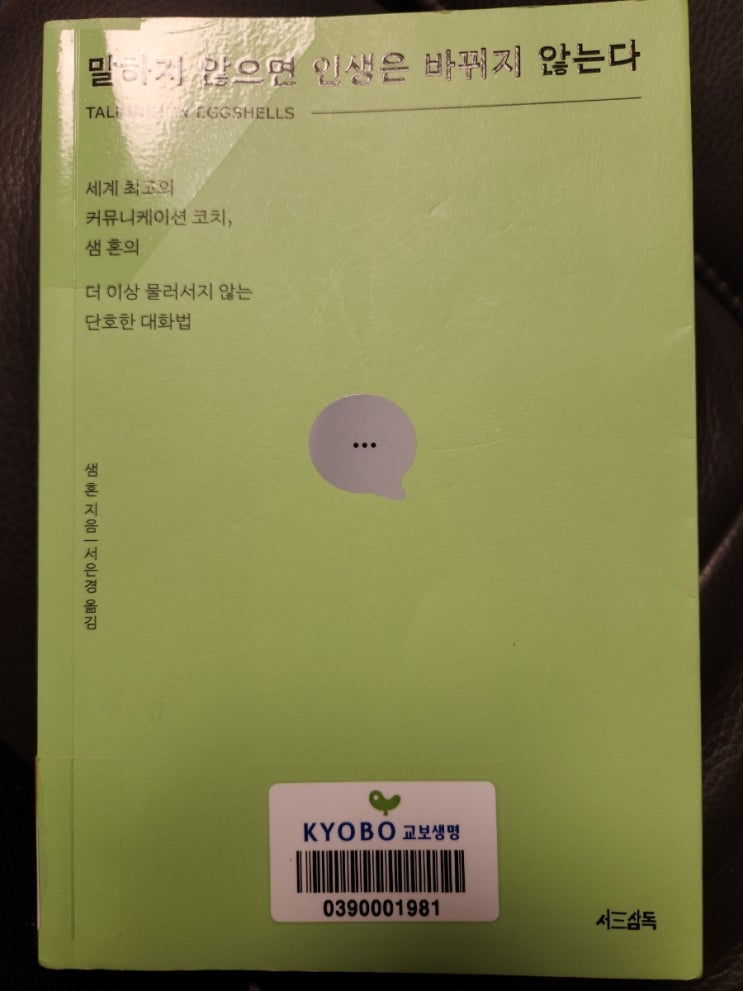 말하지 않으면 인생은 바뀌지 않는다
TALKING ON EGGSHELLS
세계 최고의
커뮤니케이션 코치,
샘 혼의
더 이상 물러서지 않는
단호한 대화법
...
샘 혼 지음 | 서은경 옮김
KYOBO 교보생명
0390001981
서三삼독